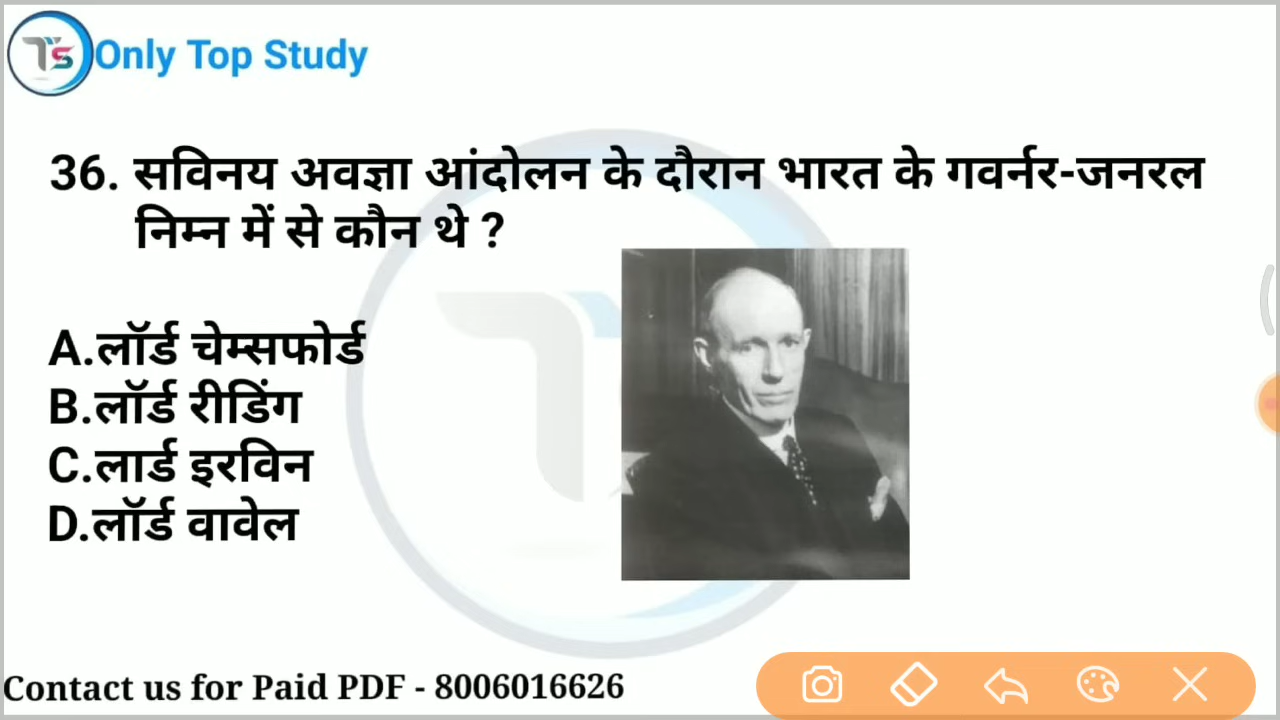 TS Only Top Study
36. सविनय अवज्ञा आंदोलन के दौरान भारत के गवर्नर-जनरल
निम्न में से कौन थे ?
A.लॉर्ड चेम्सफोर्ड
B.लॉर्ड रीडिंग
C.लार्ड इरविन
D.लॉर्ड वावेल
Contact us for Paid PDF - 8006016626